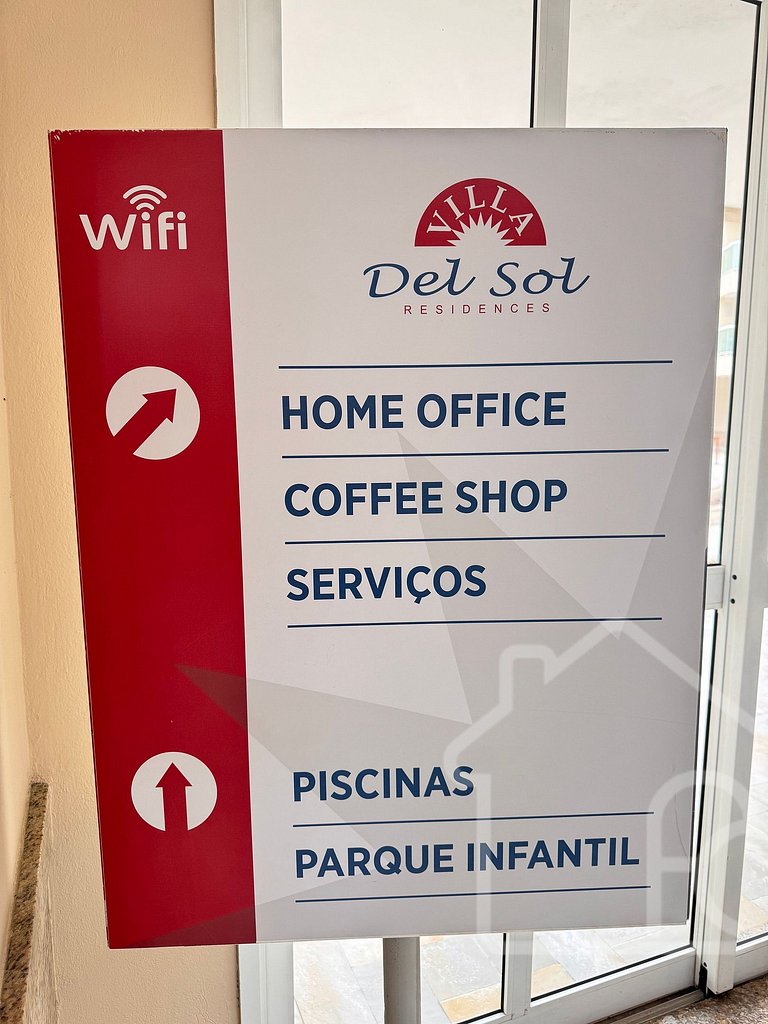 Wifi
VILLA
Del Sol
RESIDENCES
HOME OFFICE
COFFEE SHOP
SERVIÇOS
PISCINAS
PARQUE INFANTIL